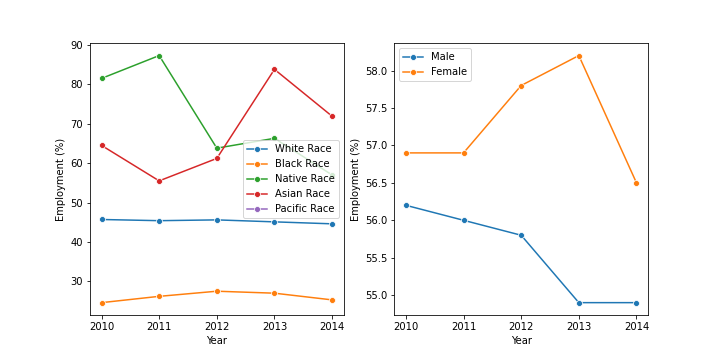 90
80
70
60
50
40
30
Employment (%)
White Race
Black Race
Native Race
Asian Race
Pacific Race
2010 2011 2012 2013 2014
Year
58.0
57.5
57.0
56.5
56.0
55.5
55.0
Employment (%)
Male
Female
2010 2011 2012 2013 2014
Year